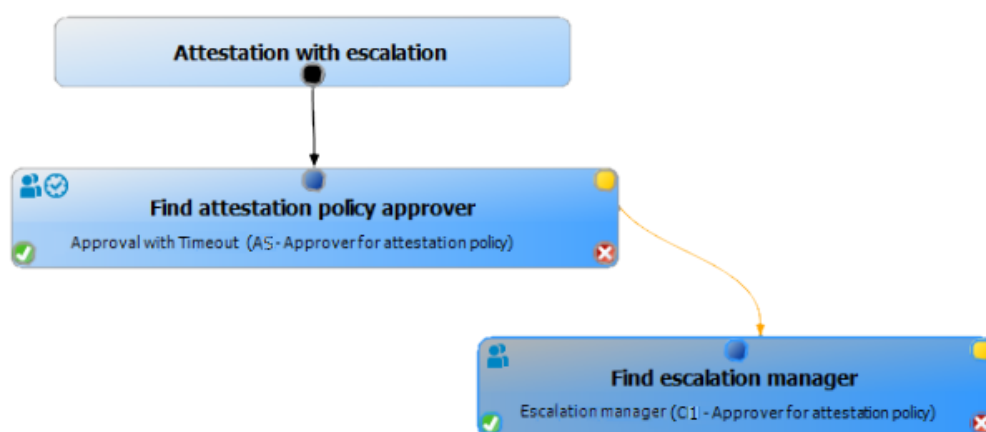 Attestation with escalation
Find attestation policy approver
Approval with Timeout (AS - Approver for attestation policy)
Find escalation manager
Escalation manager (C1 - Approver for attestation policy)